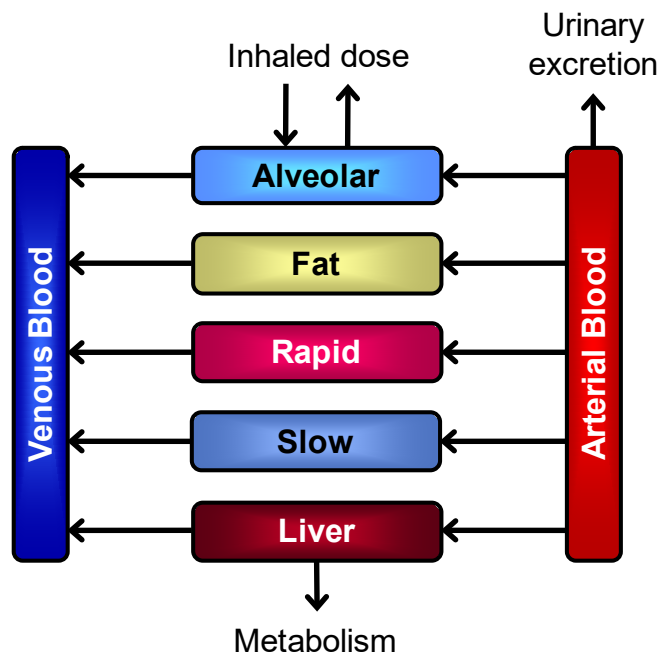 Urinary
excretion
Inhaled dose
Alveolar
Fat
Rapid
Slow
Liver
Metabolism
Venous Blood
Arterial Blood